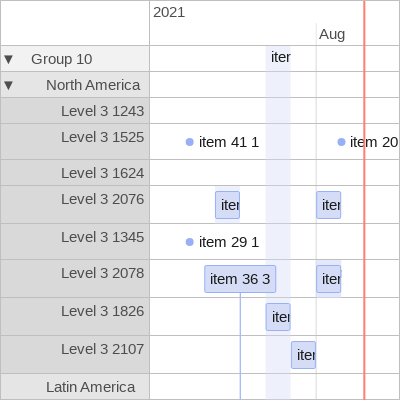 2021
Aug
▼ Group 10 iter
▼ North America
Level 3 1243
Level 3 1525 item 41 1 item 20
Level 3 1624
Level 3 2076 iter iter
Level 3 1345 item 29 1
Level 3 2078 item 36 3 iter
Level 3 1826 iter
Level 3 2107 iter
Latin America